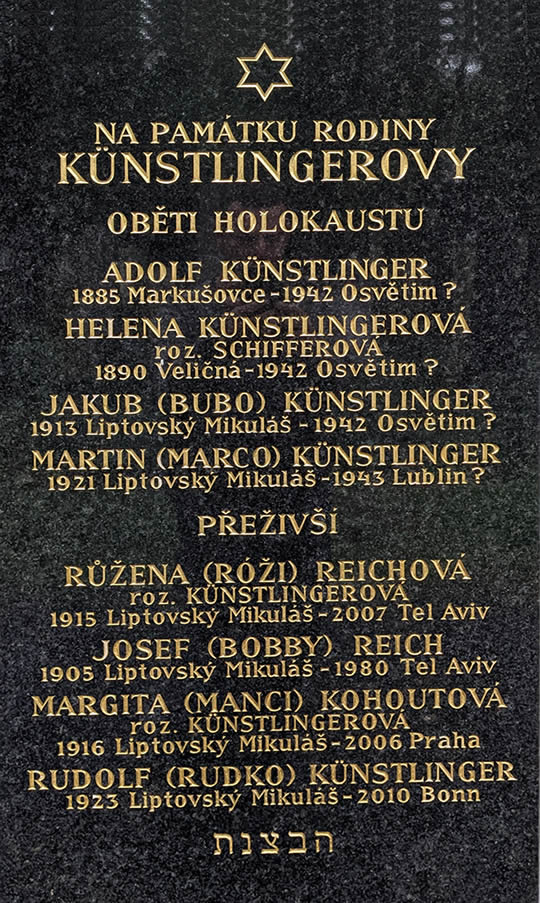 NA PAMÁTKU RODINY
KÜNSTLINGEROVY
OBĚTI HOLOKAUSTU
ADOLF KÜNSTLINGER
1885 Markušovce - 1942 Osvětim ?
HELENA KÜNSTLINGEROVÁ
roz. SCHIFFEROVÁ
1890 Veličná - 1942 Osvětim ?
JAKUB (BUBO) KÜNSTLINGER
1913 Liptovský Mikuláš - 1942 Osvětim ?
MARTIN (MARCO) KÜNSTLINGER
1921 Liptovský Mikuláš - 1943 Lublin ?
PŘEŽIVŠÍ
RŮŽENA (RÓŽI) REICHOVÁ
roz. KÜNSTLINGEROVÁ
1915 Liptovský Mikuláš - 2007 Tel Aviv
JOSEF (BOBBY) REICH
1905 Liptovský Mikuláš - 1980 Tel Aviv
MARGITA (MANCI) KOHOUTOVÁ
roz. KÜNSTLINGEROVÁ
1916 Liptovský Mikuláš - 2006 Praha
RUDOLF (RUDKO) KÜNSTLINGER
1923 Liptovský Mikuláš - 2010 Bonn
הבצנת